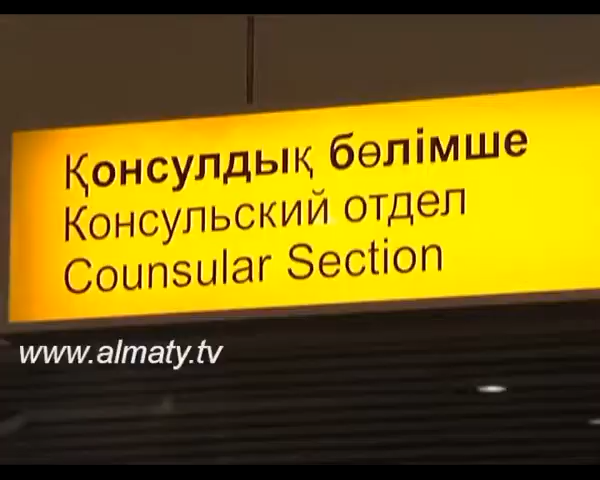 Қонсулдық бөлімше
Консульский отдел
Counsular Section
www.almaty.tv